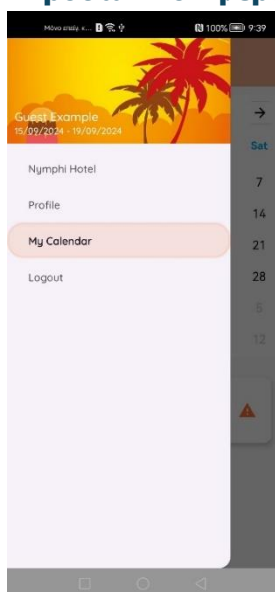 Μόνο επείγ. κ...
100% 9:39
Guest Example
15/09/2024 - 19/09/2024
Sat
Nymphi Hotel
7
Profile
14
My Calendar
21
Logout
28
5
12